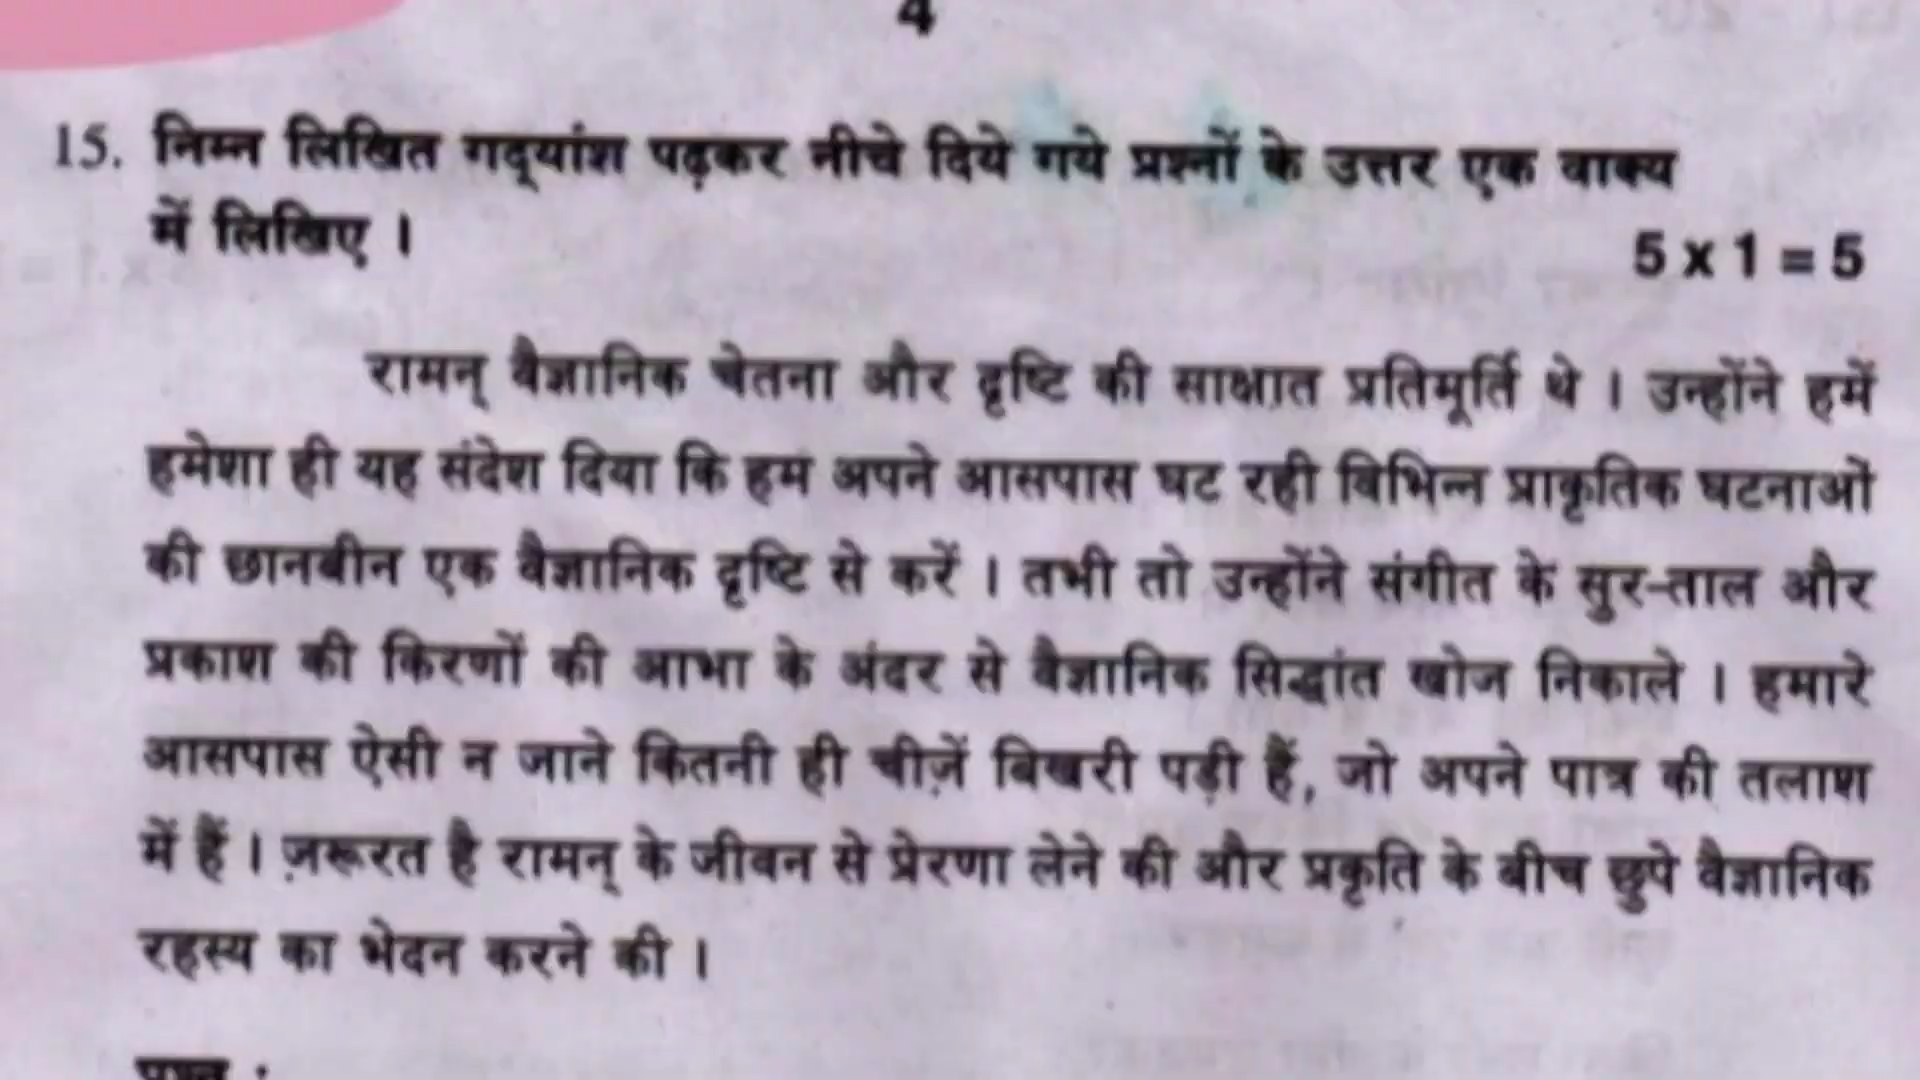 4
15. निम्न लिखित गद्यांश पढ़कर नीचे दिये गये प्रश्नों के उत्तर एक वाक्य
में लिखिए ।
5 x 1 = 5
रामन् वैज्ञानिक चेतना और दृष्टि की साक्षात प्रतिमूर्ति थे । उन्होंने हमें
हमेशा ही यह संदेश दिया कि हम अपने आसपास घट रही विभिन्न प्राकृतिक घटनाओं
की छानबीन एक वैज्ञानिक दृष्टि से करें । तभी तो उन्होंने संगीत के सुर-ताल और
प्रकाश की किरणों की आभा के अंदर से वैज्ञानिक सिद्धांत खोज निकाले । हमारे
आसपास ऐसी न जाने कितनी ही चीज़ें बिखरी पड़ी हैं, जो अपने पात्र की तलाश
में हैं । ज़रूरत है रामन् के जीवन से प्रेरणा लेने की और प्रकृति के बीच छुपे वैज्ञानिक
रहस्य का भेदन करने की ।
प्रश्न :